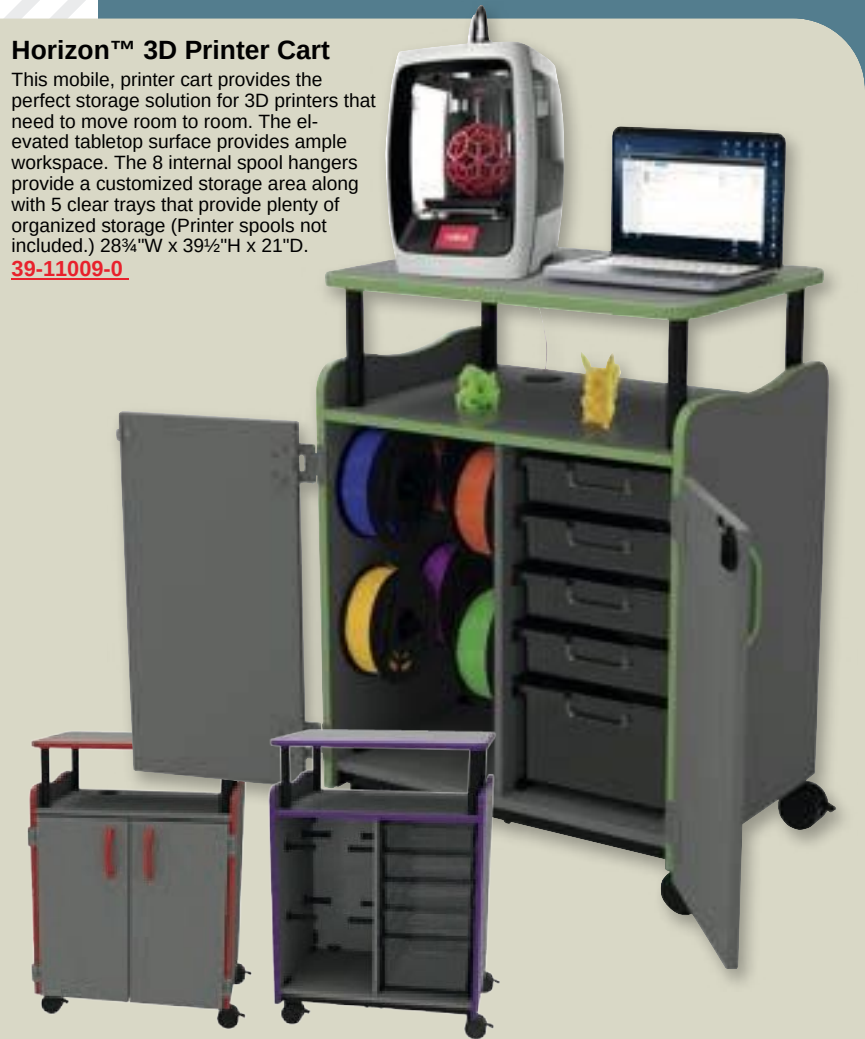 Horizon™ 3D Printer Cart
This mobile, printer cart provides the
perfect storage solution for 3D printers that
need to move room to room. The el-
evated tabletop surface provides ample
workspace. The 8 internal spool hangers
provide a customized storage area along
with 5 clear trays that provide plenty of
organized storage (Printer spools not
included.) 28¾"W x 39½"H x 21"D.
39-11009-0